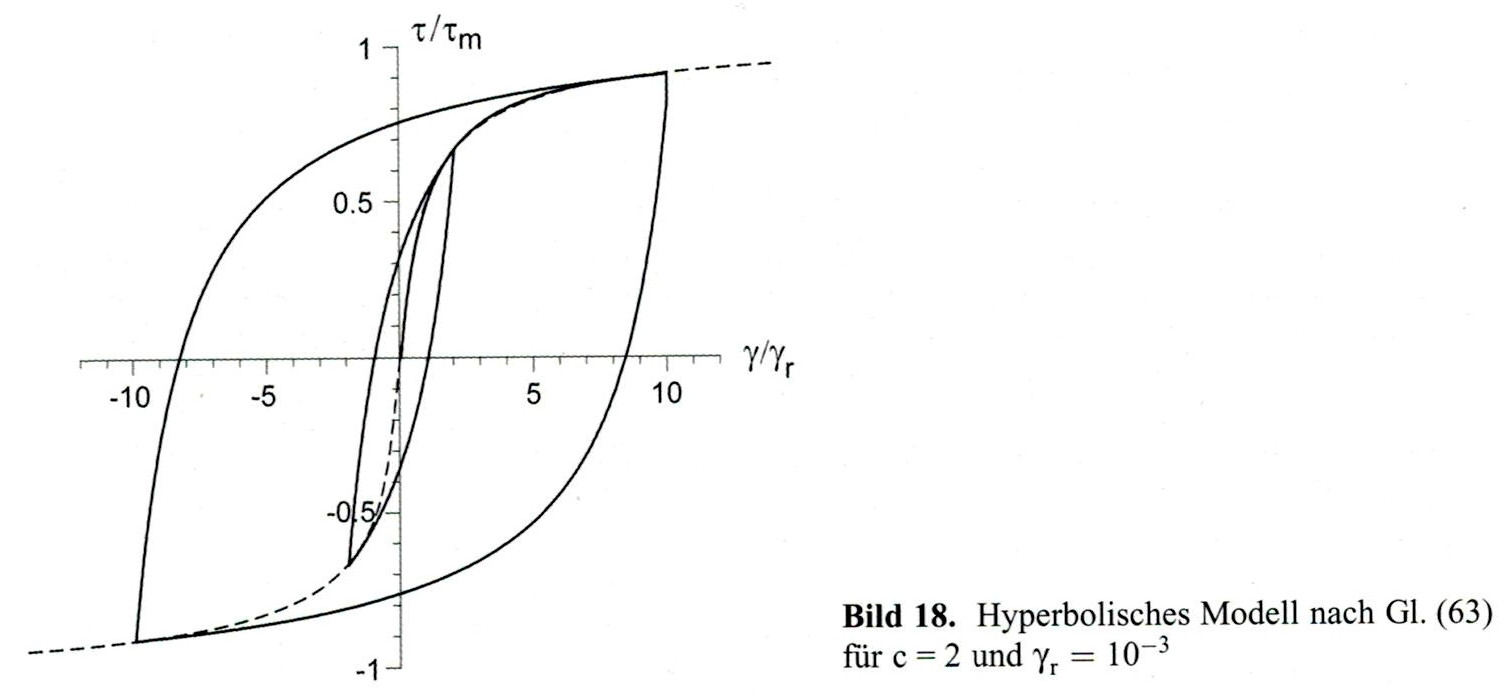 τ/τm
1
0.5
γ/γr
-10
-5
5
10
-0.5
-1
Bild 18. Hyperbolisches Modell nach Gl. (63)
für c = 2 und γr = 10−3